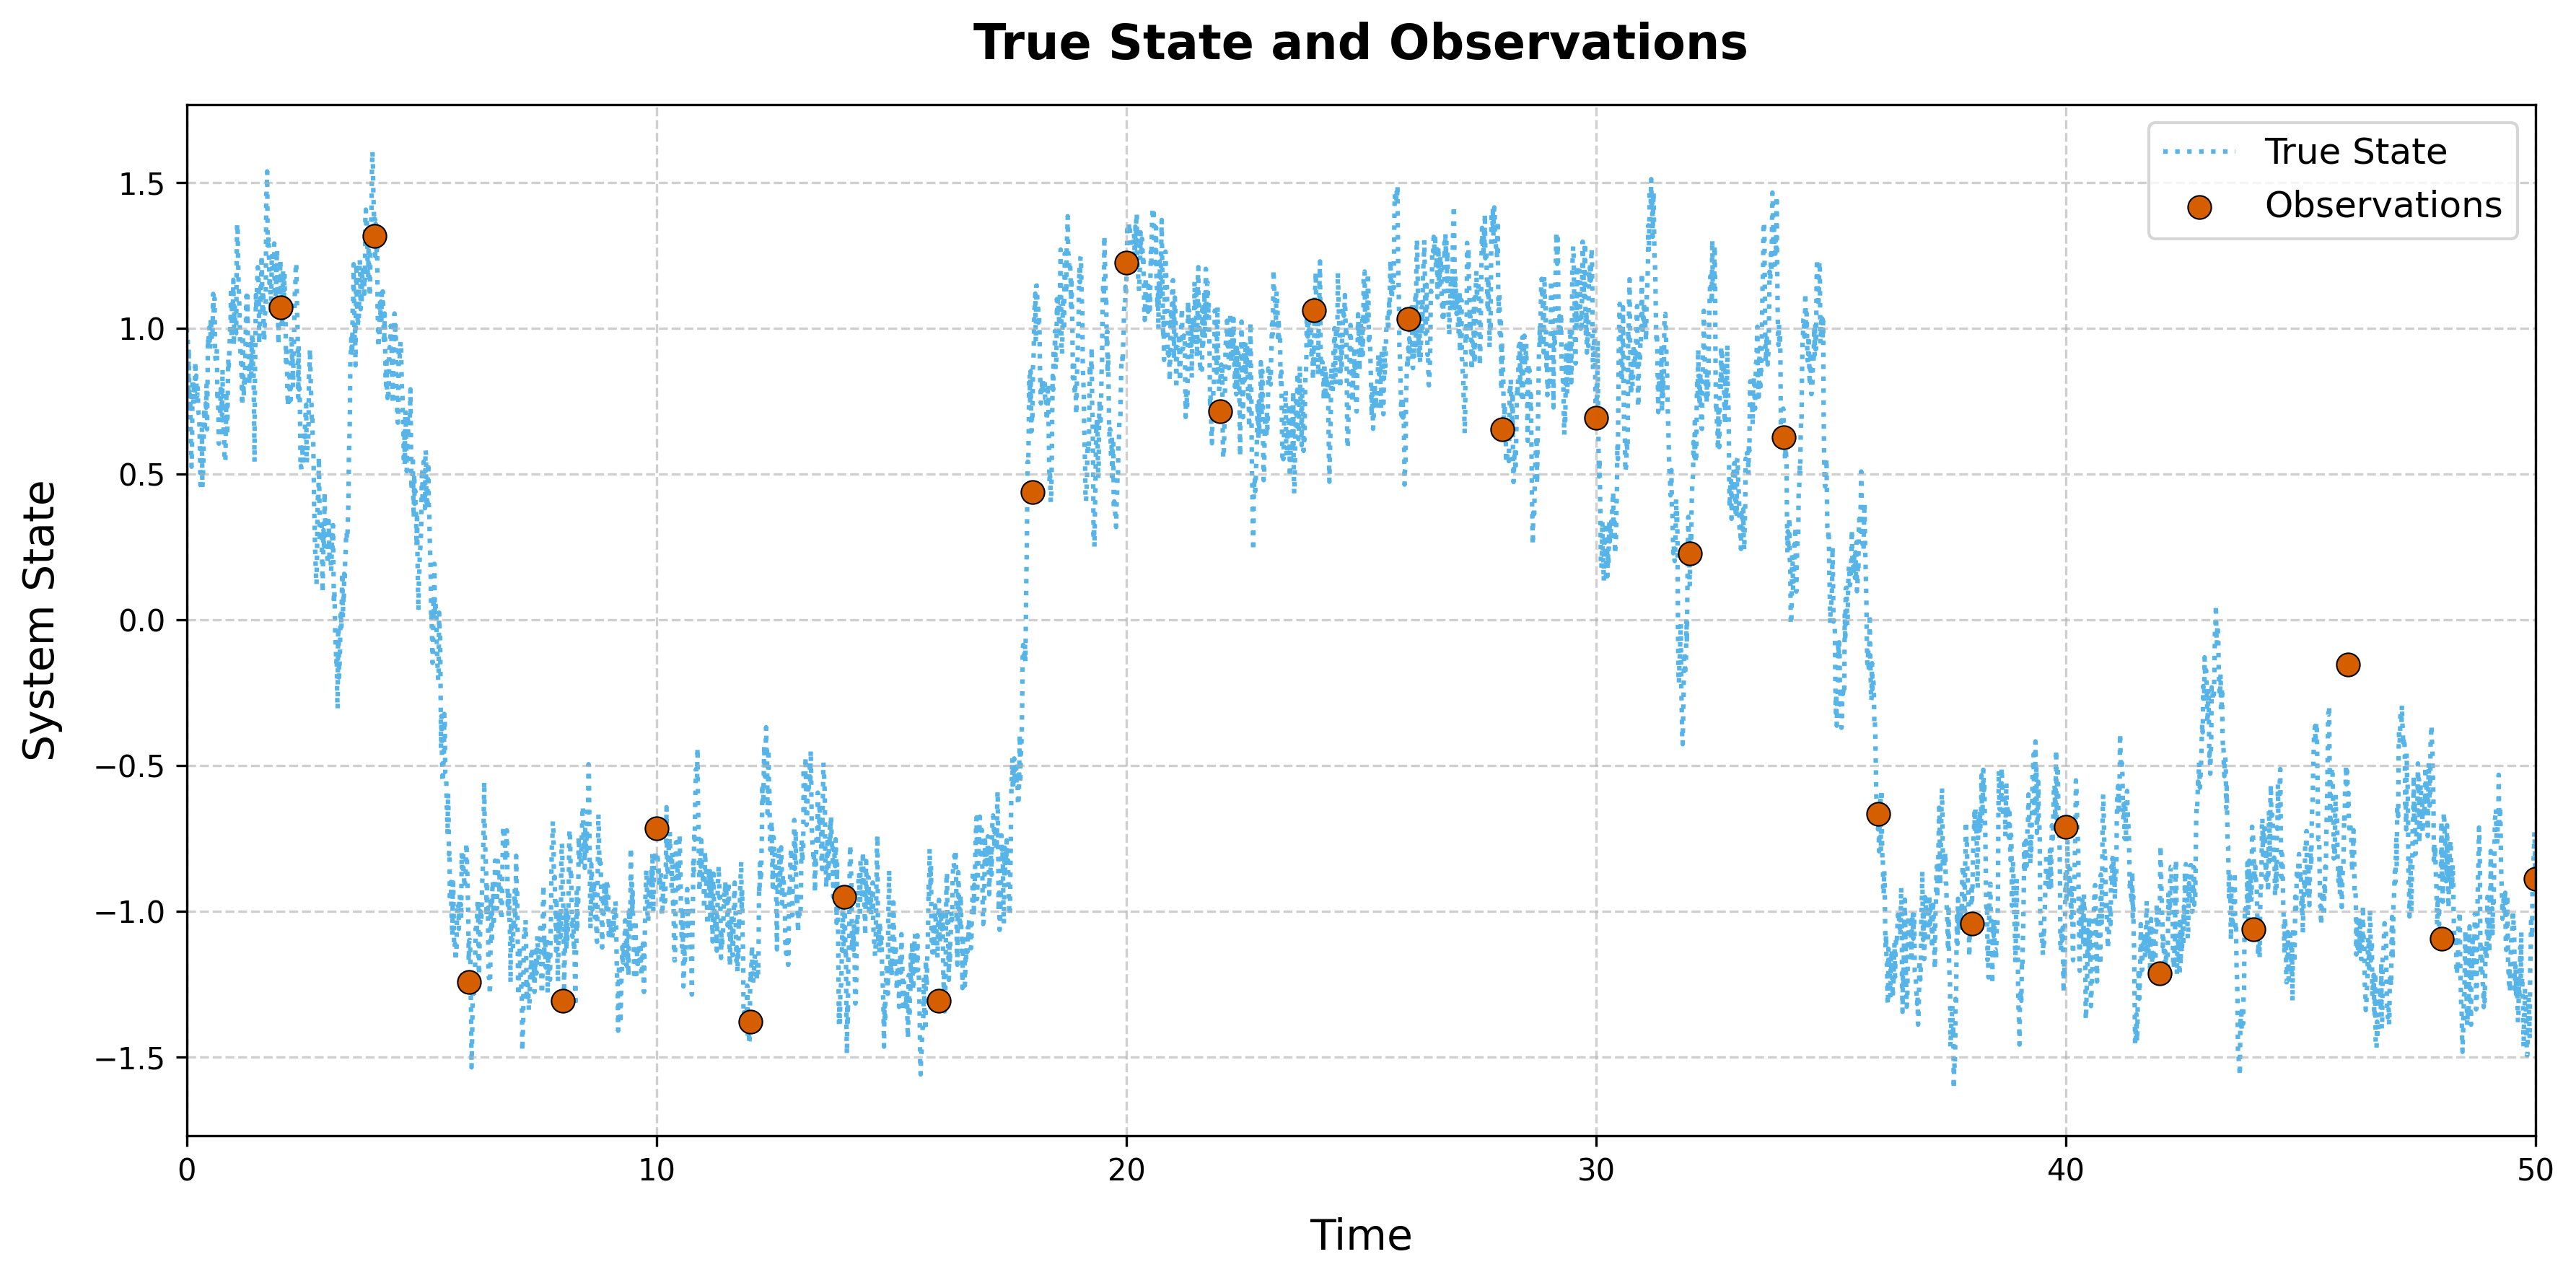 True State and Observations
True State
Observations
System State
1.5
1.0
0.5
0.0
−0.5
−1.0
−1.5
0 10 20 30 40 50
Time